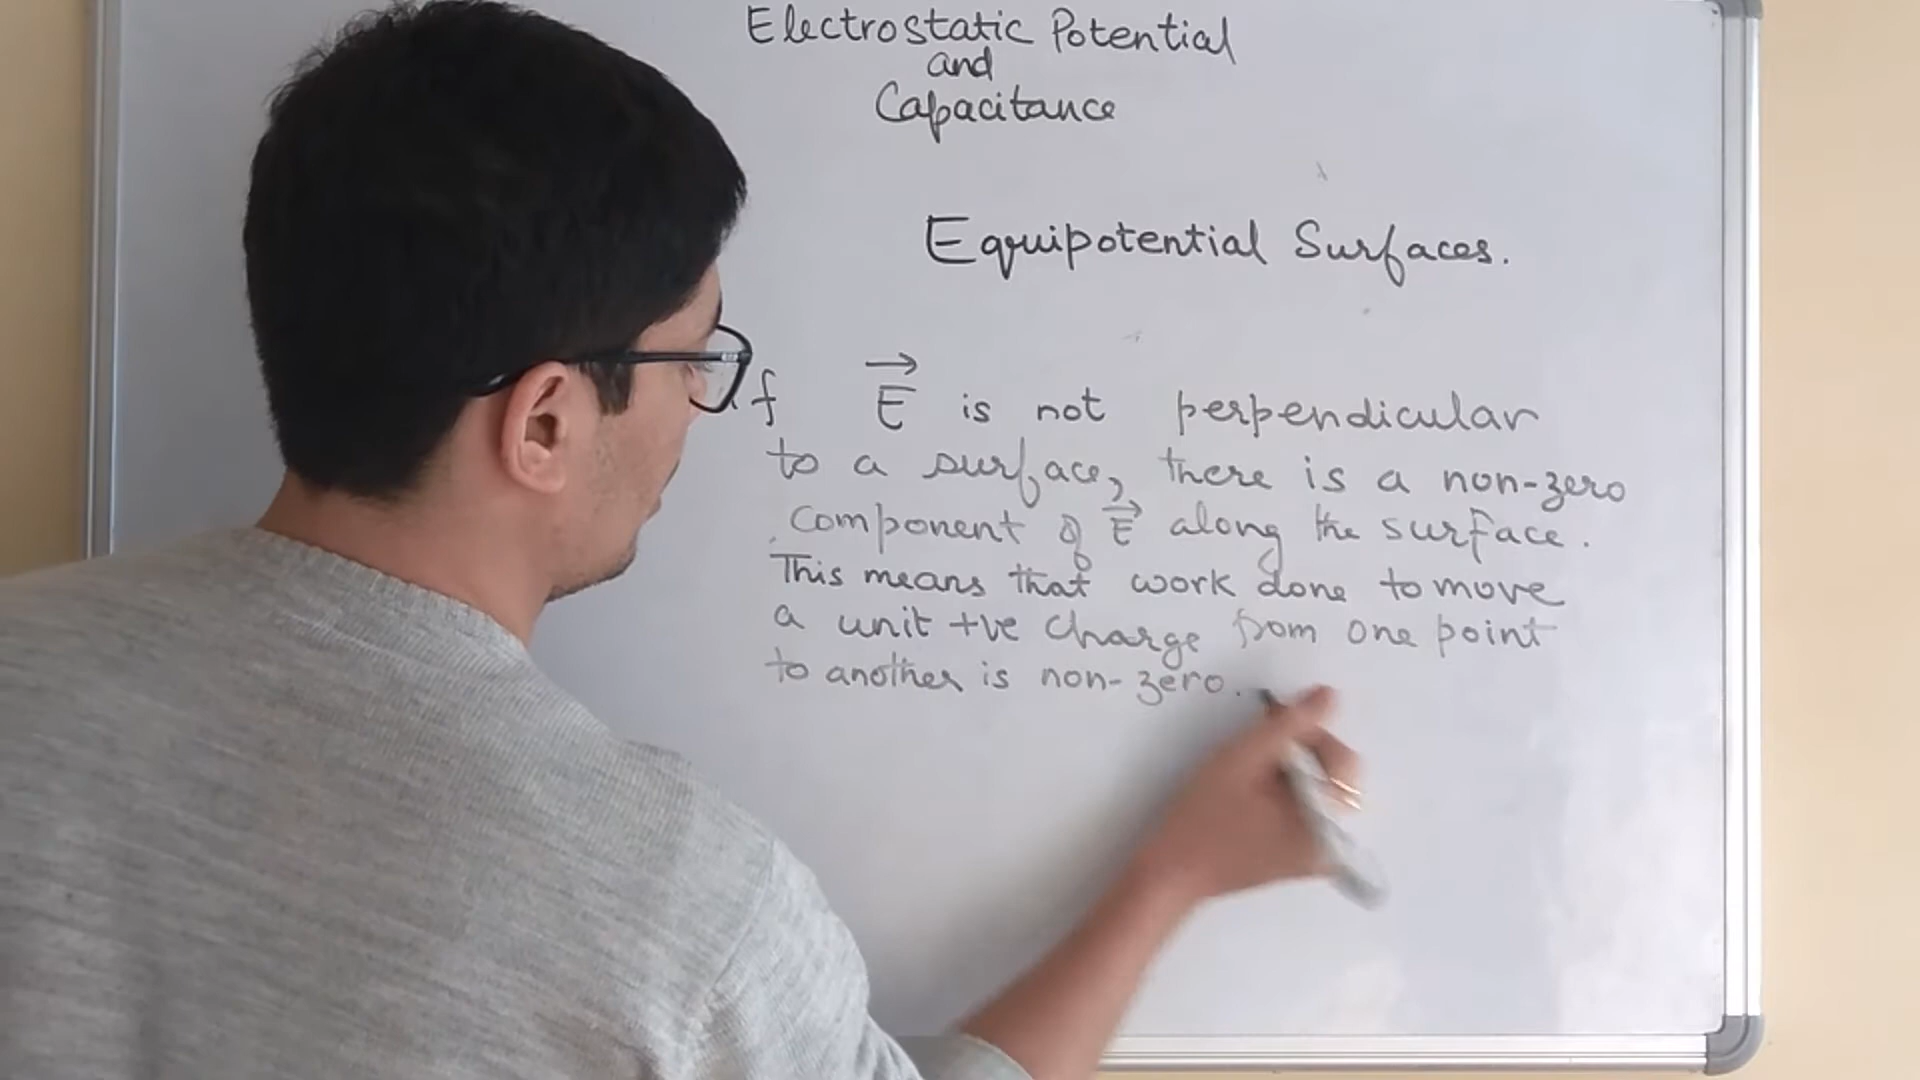 Electrostatic Potential
and
Capacitance
Equipotential Surfaces.
If E is not perpendicular
to a surface, there is a non-zero
component of E along the surface.
This means that work done to move
a unit +ve charge from one point
to another is non-zero.